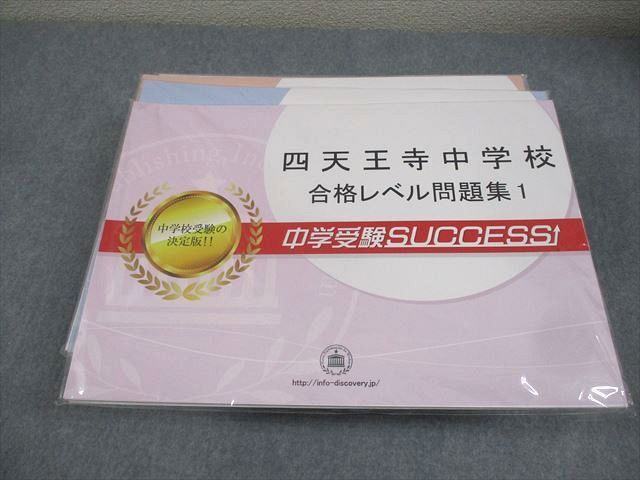 四天王寺中学校
合格レベル問題集1
中学校受験の
決定版!!
中学受験SUCCESS↑
http://info-discovery.jp/